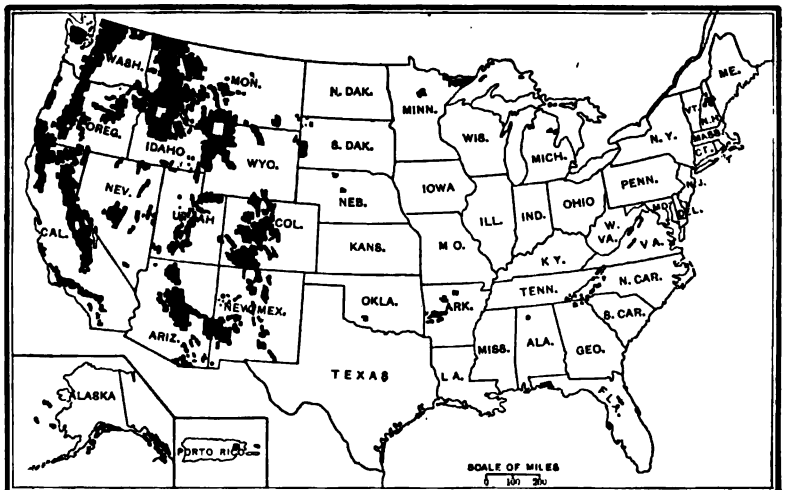 WASH.
MON.
N. DAK.
MINN.
ME.
VT.
N.H.
OREG.
IDAHO
WYO.
S. DAK.
WIS.
MICH.
N.Y.
MASS.
CT.
NEV.
UTAH
COL.
NEB.
IOWA
ILL.
IND.
OHIO
PENN.
N.J.
MD.
DEL.
CAL.
KANS.
MO.
KY.
W. VA.
VA.
ARIZ.
NEW MEX.
OKLA.
ARK.
TENN.
N. CAR.
S. CAR.
TEXAS
LA.
MISS.
ALA.
GEO.
FLA.
ALASKA
PORTO RICO
SCALE OF MILES
0 100 200